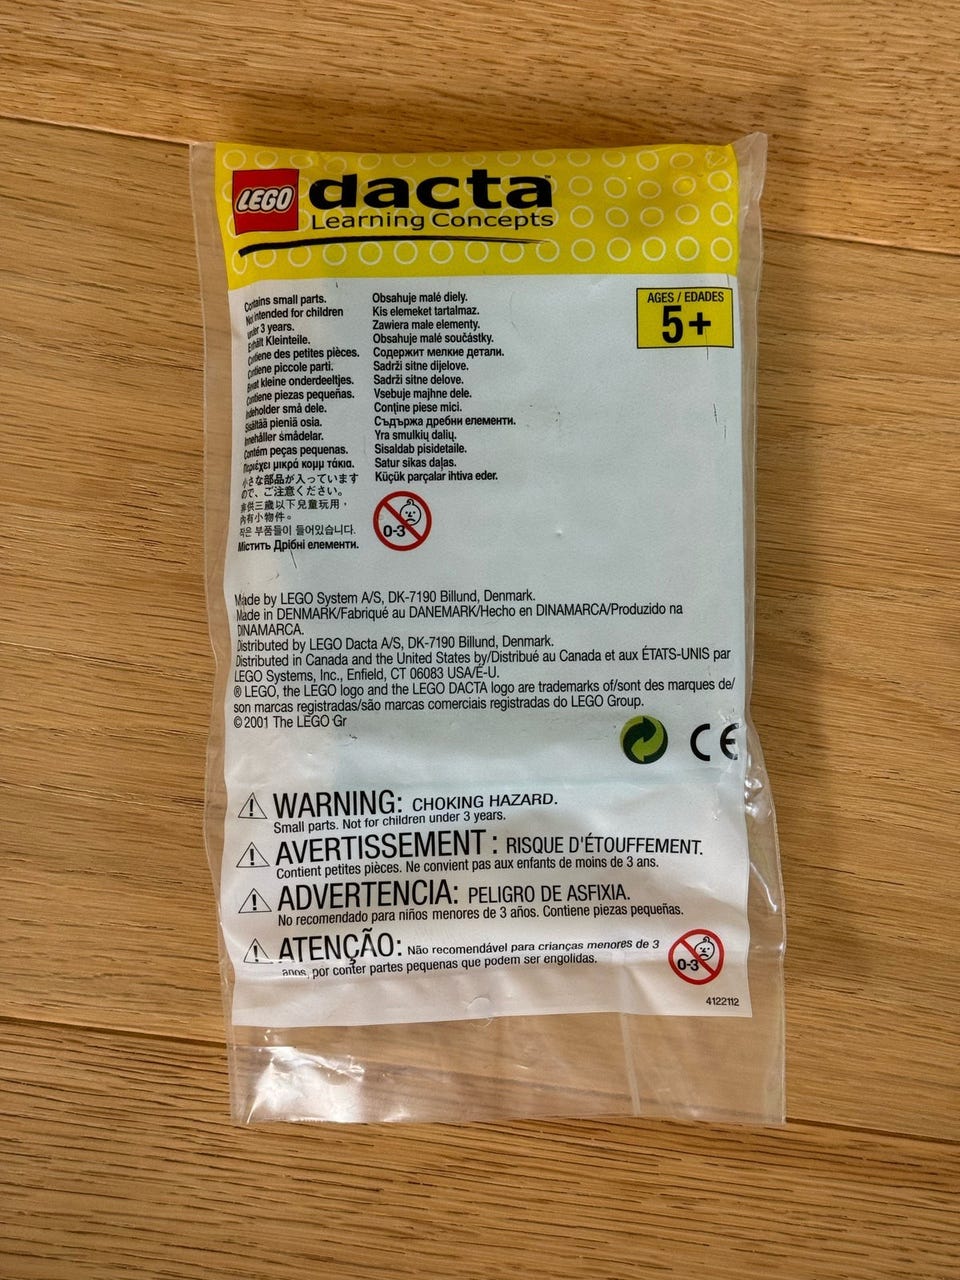 LEGO dacta™
Learning Concepts
Contains small parts.
Not intended for children
under 3 years.
Enthält Kleinteile.
Contiene des petites pièces.
Contiene piccole parti.
Bevat kleine onderdeeltjes.
Contiene piezas pequeñas.
Indeholder små dele.
Sisältää pieniä osia.
Innehåller smådelar.
Contém peças pequenas.
Περιέχει μικρά κομμ τάκια.
小さな部品が入っています
ので、ご注意ください。
非供三歲以下兒童玩用，
內有小物件。
작은 부품들이 들어있습니다.
Мiстить Дрiбнi елементи.
Obsahuje malé diely.
Kis elemeket tartalmaz.
Zawiera małe elementy.
Obsahuje malé součástky.
Содержит мелкие детали.
Sadrži sitne dijelove.
Sadrži sitne delove.
Vsebuje majhne dele.
Conține piese mici.
Съдържа дребни елементи.
Yra smulkių dalių.
Sisaldab pisidetaile.
Satur sīkas daļas.
Küçük parçalar ihtiva eder.
0-3
AGES / EDADES
5+
Made by LEGO System A/S, DK-7190 Billund, Denmark.
Made in DENMARK/Fabriqué au DANEMARK/Hecho en DINAMARCA/Produzido na
DINAMARCA.
Distributed by LEGO Dacta A/S, DK-7190 Billund, Denmark.
Distributed in Canada and the United States by/Distribué au Canada et aux ÉTATS-UNIS par
LEGO Systems, Inc., Enfield, CT 06083 USA/É-U.
® LEGO, the LEGO logo and the LEGO DACTA logo are trademarks of/sont des marques de/
son marcas registradas/são marcas comerciais registradas do LEGO Group.
© 2001 The LEGO Gr
CE
WARNING: CHOKING HAZARD.
Small parts. Not for children under 3 years.
AVERTISSEMENT : RISQUE D'ÉTOUFFEMENT.
Contient petites pièces. Ne convient pas aux enfants de moins de 3 ans.
ADVERTENCIA: PELIGRO DE ASFIXIA.
No recomendado para niños menores de 3 años. Contiene piezas pequeñas.
ATENÇÃO: Não recomendável para crianças menores de 3
anos, por conter partes pequenas que podem ser engolidas.
0-3
4122112